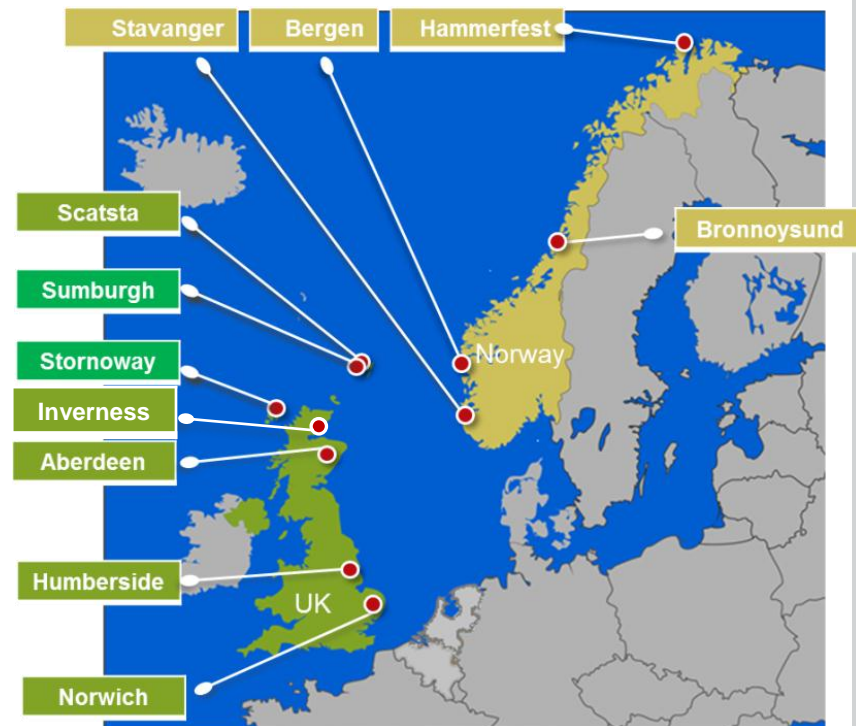 Stavanger
Bergen
Hammerfest
Scatsta
Bronnoysund
Sumburgh
Stornoway
Norway
Inverness
Aberdeen
Humberside
UK
Norwich